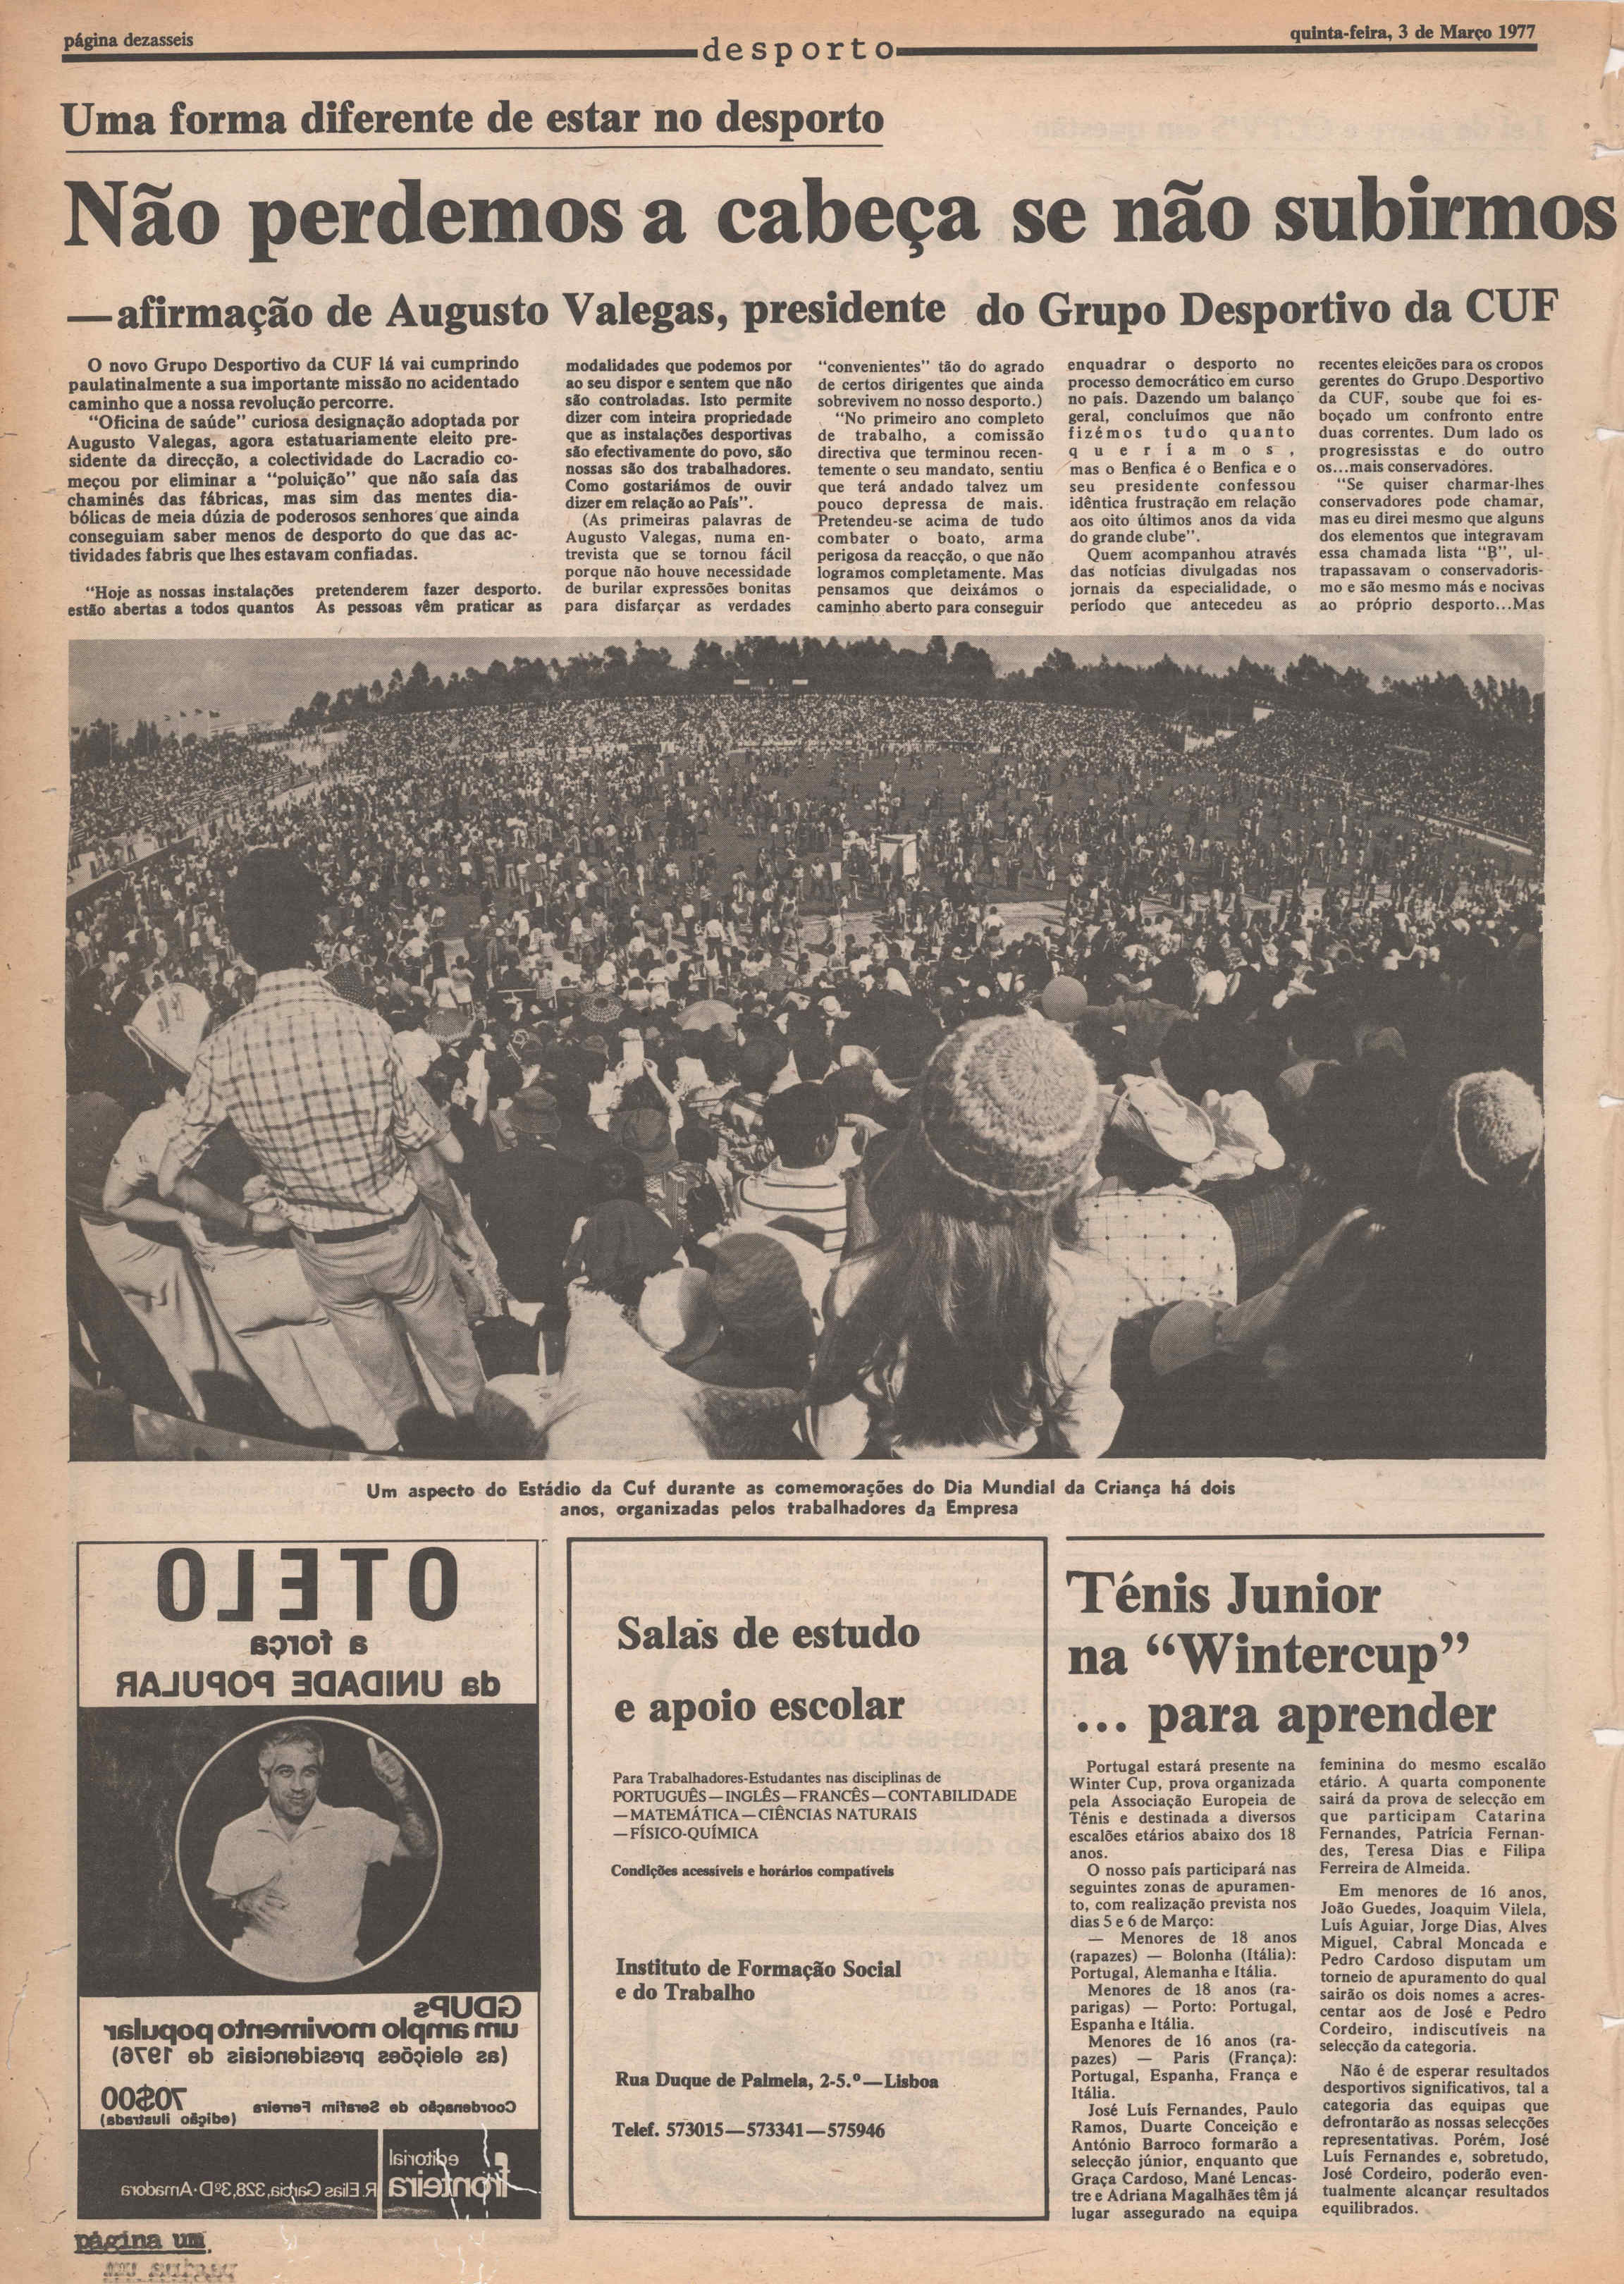 página dezasseis
desporto
quinta-feira, 3 de Março 1977
Uma forma diferente de estar no desporto
Não perdemos a cabeça se não subirmos
—afirmação de Augusto Valegas, presidente do Grupo Desportivo da CUF
O novo Grupo Desportivo da CUF lá vai cumprindo
paulatinalmente a sua importante missão no acidentado
caminho que a nossa revolução percorre.
"Oficina de saúde" curiosa designação adoptada por
Augusto Valegas, agora estatuariamente eleito pre-
sidente da direcção, a colectividade do Lacradio co-
meçou por eliminar a "poluição" que não saía das
chaminés das fábricas, mas sim das mentes dia-
bólicas de meia dúzia de poderosos senhores que ainda
conseguiam saber menos de desporto do que das ac-
tividades fabris que lhes estavam confiadas.
"Hoje as nossas instalações
estão abertas a todos quantos
pretenderem fazer desporto.
As pessoas vêm praticar as
modalidades que podemos por
ao seu dispor e sentem que não
são controladas. Isto permite
dizer com inteira propriedade
que as instalações desportivas
são efectivamente do povo, são
nossas são dos trabalhadores.
Como gostariámos de ouvir
dizer em relação ao País".
(As primeiras palavras de
Augusto Valegas, numa en-
trevista que se tornou fácil
porque não houve necessidade
de burilar expressões bonitas
para disfarçar as verdades
"convenientes" tão do agrado
de certos dirigentes que ainda
sobrevivem no nosso desporto.)
"No primeiro ano completo
de trabalho, a comissão
directiva que terminou recen-
temente o seu mandato, sentiu
que terá andado talvez um
pouco depressa de mais.
Pretendeu-se acima de tudo
combater o boato, arma
perigosa da reacção, o que não
logramos completamente. Mas
pensamos que deixámos o
caminho aberto para conseguir
enquadrar o desporto no
processo democrático em curso
no país. Dazendo um balanço
geral, concluímos que não
fizémos tudo quanto
queriamos,
mas o Benfica é o Benfica e o
seu presidente confessou
idêntica frustração em relação
aos oito últimos anos da vida
do grande clube".
Quem acompanhou através
das notícias divulgadas nos
jornais da especialidade, o
período que antecedeu as
recentes eleições para os cropos
gerentes do Grupo Desportivo
da CUF, soube que foi es-
boçado um confronto entre
duas correntes. Dum lado os
progresisstas e do outro
os...mais conservadores.
"Se quiser charmar-lhes
conservadores pode chamar,
mas eu direi mesmo que alguns
dos elementos que integravam
essa chamada lista "B", ul-
trapassavam o conservadoris-
mo e são mesmo más e nocivas
ao próprio desporto...Mas
Um aspecto do Estádio da Cuf durante as comemorações do Dia Mundial da Criança há dois
anos, organizadas pelos trabalhadores da Empresa
OTELO
a força
da UNIDADE POPULAR
GDUPs
um amplo movimento popular
(as eleições presidenciais de 1976)
Coordenação de Serafim Ferreira
70$00
(edição ilustrada)
editorial
fronteira
R. Elias Garcia, 328, 3ºD · Amadora
Salas de estudo
e apoio escolar
Para Trabalhadores-Estudantes nas disciplinas de
PORTUGUÊS—INGLÊS—FRANCÊS—CONTABILIDADE
—MATEMÁTICA—CIÊNCIAS NATURAIS
—FÍSICO-QUÍMICA
Condições acessíveis e horários compatíveis
Instituto de Formação Social
e do Trabalho
Rua Duque de Palmela, 2-5.º—Lisboa
Telef. 573015—573341—575946
Ténis Junior
na "Wintercup"
... para aprender
Portugal estará presente na
Winter Cup, prova organizada
pela Associação Europeia de
Ténis e destinada a diversos
escalões etários abaixo dos 18
anos.
O nosso país participará nas
seguintes zonas de apuramen-
to, com realização prevista nos
dias 5 e 6 de Março:
— Menores de 18 anos
(rapazes) — Bolonha (Itália):
Portugal, Alemanha e Itália.
Menores de 18 anos (ra-
parigas) — Porto: Portugal,
Espanha e Itália.
Menores de 16 anos (ra-
pazes) — Paris (França):
Portugal, Espanha, França e
Itália.
José Luís Fernandes, Paulo
Ramos, Duarte Conceição e
António Barroco formarão a
selecção júnior, enquanto que
Graça Cardoso, Mané Lencas-
tre e Adriana Magalhães têm já
lugar assegurado na equipa
feminina do mesmo escalão
etário. A quarta componente
sairá da prova de selecção em
que participam Catarina
Fernandes, Patrícia Fernan-
des, Teresa Dias e Filipa
Ferreira de Almeida.
Em menores de 16 anos,
João Guedes, Joaquim Vilela,
Luís Aguiar, Jorge Dias, Alves
Miguel, Cabral Moncada e
Pedro Cardoso disputam um
torneio de apuramento do qual
sairão os dois nomes a acres-
centar aos de José e Pedro
Cordeiro, indiscutíveis na
selecção da categoria.
Não é de esperar resultados
desportivos significativos, tal a
categoria das equipas que
defrontarão as nossas selecções
representativas. Porém, José
Luís Fernandes e, sobretudo,
José Cordeiro, poderão even-
tualmente alcançar resultados
equilibrados.
página um